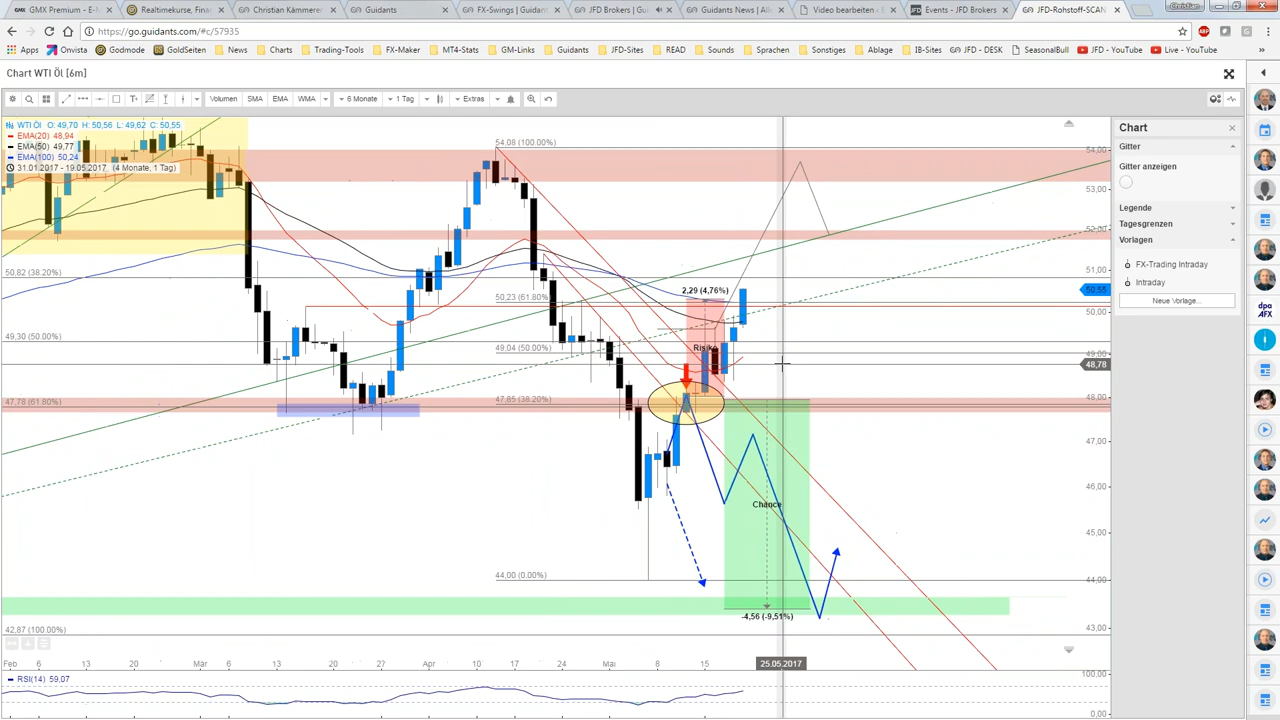 GMX Premium - E-M
Realtimekurse, Finan
Christian Kämmerer
Guidants
FX-Swings | Guidant
JFD Brokers | Gui
Guidants News | Alle
Video bearbeiten -
Events - JFD Brokers
JFD-Rohstoff-SCAN
Christian
https://go.guidants.com/#c/57935
Apps
Onvista
Godmode
GoldSeiten
News
Charts
Trading-Tools
FX-Maker
MT4-Stats
GM-Links
Guidants
JFD-Sites
READ
Sounds
Sprachen
Sonstiges
Ablage
IB-Sites
JFD - DESK
SeasonalBull
JFD - YouTube
Live - YouTube
Chart WTI Öl [6m]
Volumen
SMA
EMA
WMA
6 Monate
1 Tag
Extras
WTI ÖL O: 49,70 H: 50,56 L: 49,62 C: 50,55
EMA(20) 48,94
EMA(50) 49,77
EMA(100) 50,24
31.01.2017 - 19.05.2017 (4 Monate, 1 Tag)
54,08 (100.00%)
54,00
53,00
52,00
50,82 (38.20%)
51,00
2,29 (4,76%)
50,55
50,23 (61.80%)
50,00
49,30 (50.00%)
49,04 (50.00%)
Risiko
49,00
48,78
47,78 (61.80%)
47,85 (38.20%)
48,00
47,00
46,00
Chance
45,00
44,00 (0.00%)
44,00
-4,56 (-9,51%)
42,87 (100.00%)
43,00
Feb
6
13
20
Mär
6
13
20
27
Apr
10
17
24
Mai
8
15
25.05.2017
RSI(14) 59,07
100,00
0,00
Chart
Gitter
Gitter anzeigen
Legende
Tagesgrenzen
Vorlagen
FX-Trading Intraday
Intraday
Neue Vorlage...
dpa
AFX